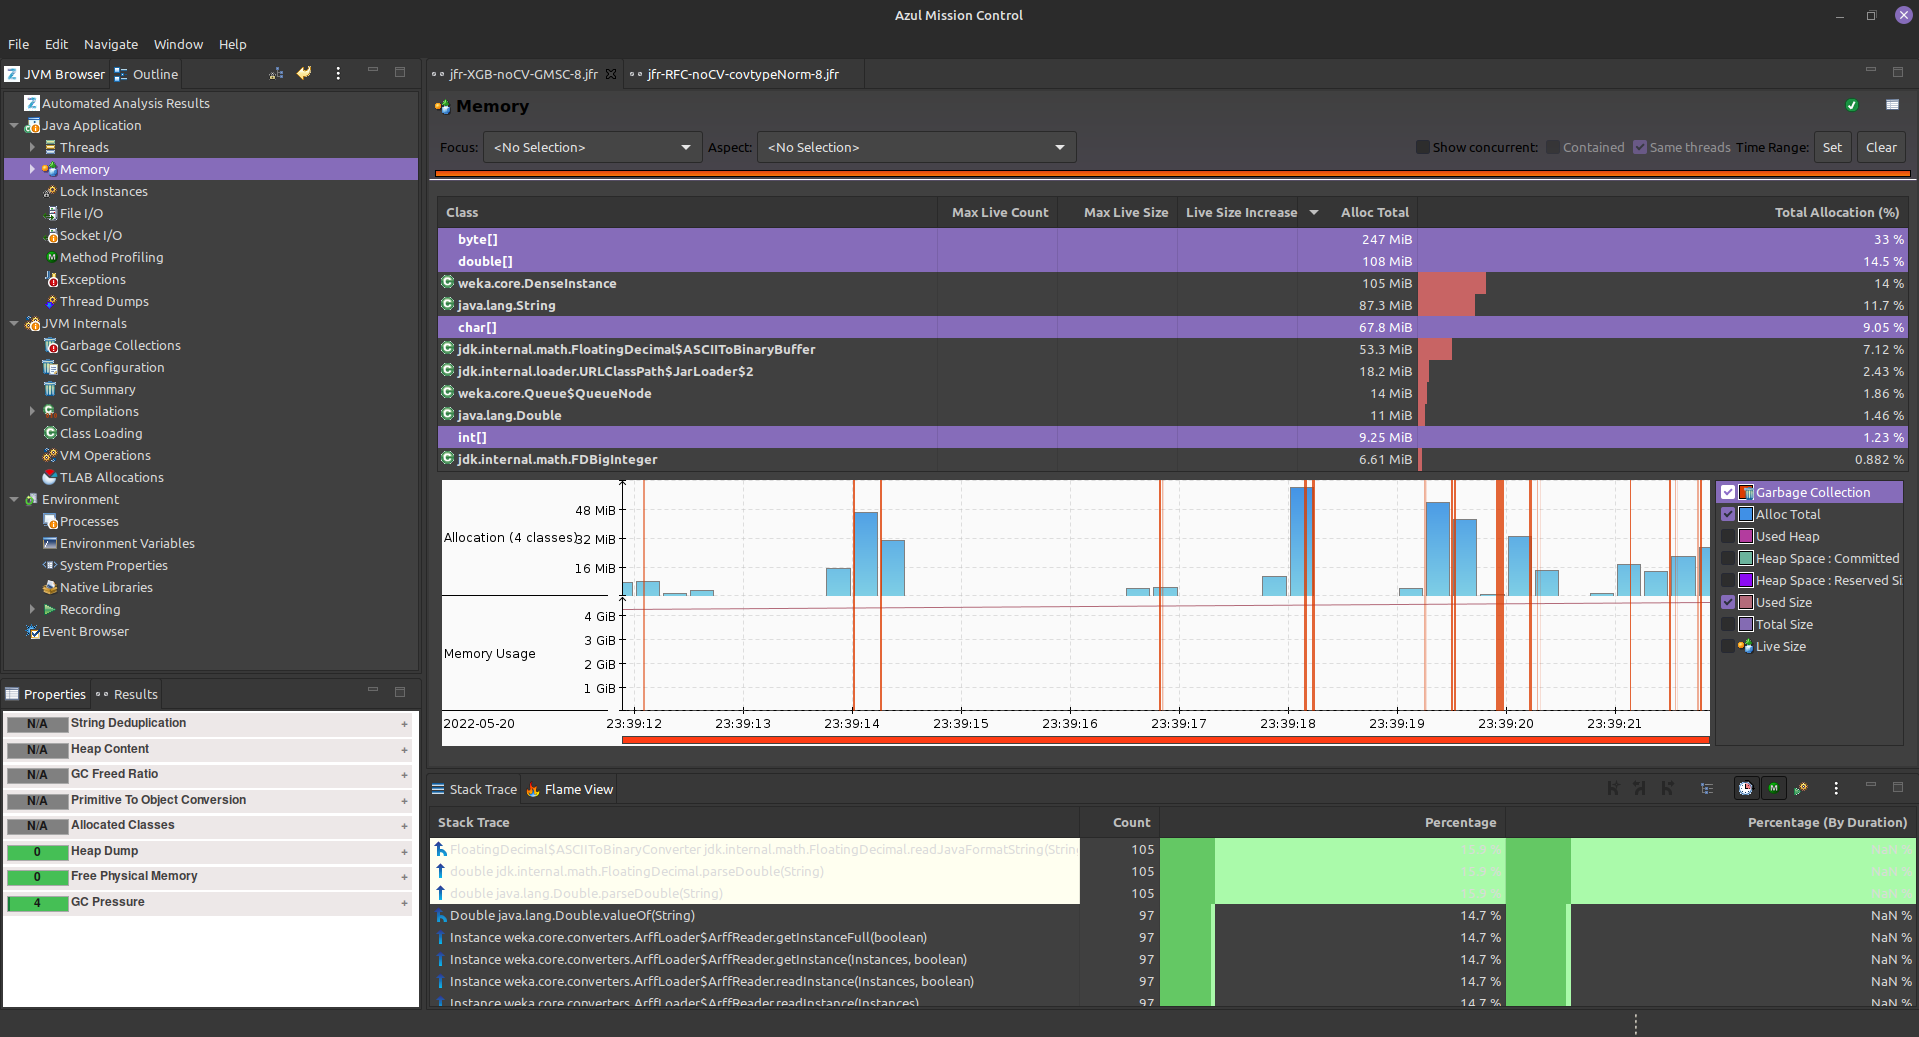 Azul Mission Control
File Edit Navigate Window Help
JVM Browser Outline
Automated Analysis Results
Java Application
Threads
Memory
Lock Instances
File I/O
Socket I/O
Method Profiling
Exceptions
Thread Dumps
JVM Internals
Garbage Collections
GC Configuration
GC Summary
Compilations
Class Loading
VM Operations
TLAB Allocations
Environment
Processes
Environment Variables
System Properties
Native Libraries
Recording
Event Browser
Properties Results
N/A String Deduplication +
N/A Heap Content +
N/A GC Freed Ratio +
N/A Primitive To Object Conversion +
N/A Allocated Classes +
0 Heap Dump +
0 Free Physical Memory +
4 GC Pressure +
jfr-XGB-noCV-GMSC-8.jfr jfr-RFC-noCV-covtypeNorm-8.jfr
Memory
Focus: <No Selection> Aspect: <No Selection> Show concurrent: Contained Same threads Time Range: Set Clear
Class Max Live Count Max Live Size Live Size Increase Alloc Total Total Allocation (%)
byte[] 247 MiB 33 %
double[] 108 MiB 14.5 %
weka.core.DenseInstance 105 MiB 14 %
java.lang.String 87.3 MiB 11.7 %
char[] 67.8 MiB 9.05 %
jdk.internal.math.FloatingDecimal$ASCIIToBinaryBuffer 53.3 MiB 7.12 %
jdk.internal.loader.URLClassPath$JarLoader$2 18.2 MiB 2.43 %
weka.core.Queue$QueueNode 14 MiB 1.86 %
java.lang.Double 11 MiB 1.46 %
int[] 9.25 MiB 1.23 %
jdk.internal.math.FDBigInteger 6.61 MiB 0.882 %
48 MiB
Allocation (4 classes) 32 MiB
16 MiB
4 GiB
3 GiB
Memory Usage
2 GiB
1 GiB
2022-05-20 23:39:12 23:39:13 23:39:14 23:39:15 23:39:16 23:39:17 23:39:18 23:39:19 23:39:20 23:39:21
Garbage Collection
Alloc Total
Used Heap
Heap Space : Committed
Heap Space : Reserved Si
Used Size
Total Size
Live Size
Stack Trace Flame View
Stack Trace Count Percentage Percentage (By Duration)
FloatingDecimal$ASCIIToBinaryConverter jdk.internal.math.FloatingDecimal.readJavaFormatString(Strin 105
double jdk.internal.math.FloatingDecimal.parseDouble(String) 105
double java.lang.Double.parseDouble(String) 105
Double java.lang.Double.valueOf(String) 97 14.7 % NaN %
Instance weka.core.converters.ArffLoader$ArffReader.getInstanceFull(boolean) 97 14.7 % NaN %
Instance weka.core.converters.ArffLoader$ArffReader.getInstance(Instances, boolean) 97 14.7 % NaN %
Instance weka.core.converters.ArffLoader$ArffReader.readInstance(Instances, boolean) 97 14.7 % NaN %
Instance weka.core.converters.ArffLoader$ArffReader.readInstance(Instances) 97 14.7 % NaN %